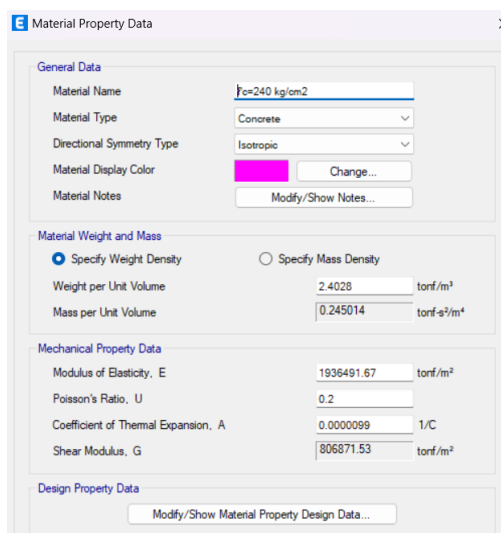 E Material Property Data
General Data
Material Name f'c=240 kg/cm2
Material Type Concrete
Directional Symmetry Type Isotropic
Material Display Color Change...
Material Notes Modify/Show Notes...
Material Weight and Mass
Specify Weight Density Specify Mass Density
Weight per Unit Volume 2.4028 tonf/m³
Mass per Unit Volume 0.245014 tonf-s²/m⁴
Mechanical Property Data
Modulus of Elasticity, E 1936491.67 tonf/m²
Poisson's Ratio, U 0.2
Coefficient of Thermal Expansion, A 0.0000099 1/C
Shear Modulus, G 806871.53 tonf/m²
Design Property Data
Modify/Show Material Property Design Data...